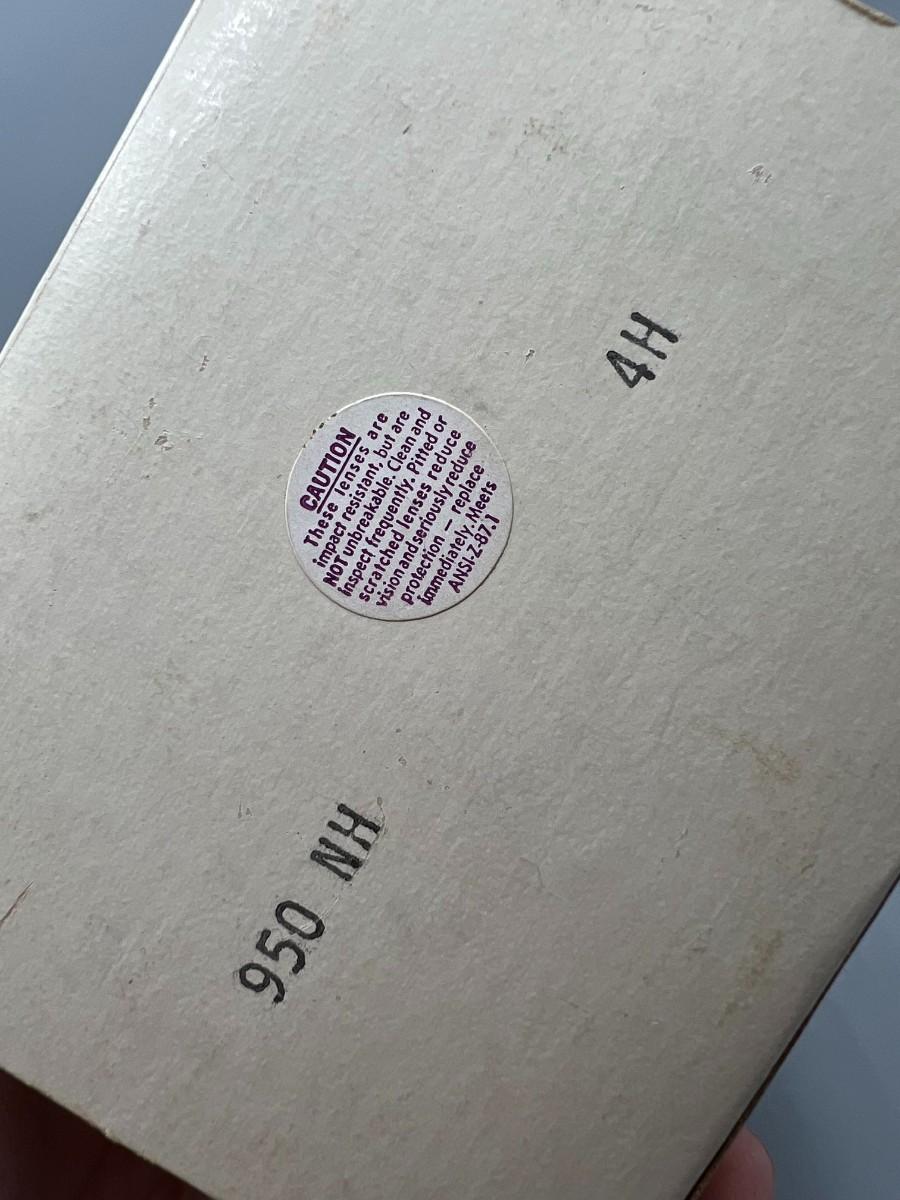 4H
CAUTION
These lenses are
impact resistant, but are
NOT unbreakable. Clean and
inspect frequently. Pitted or
scratched lenses reduce
vision and seriously reduce
protection — replace
immediately. Meets
ANSI-Z-87.1
950 NH